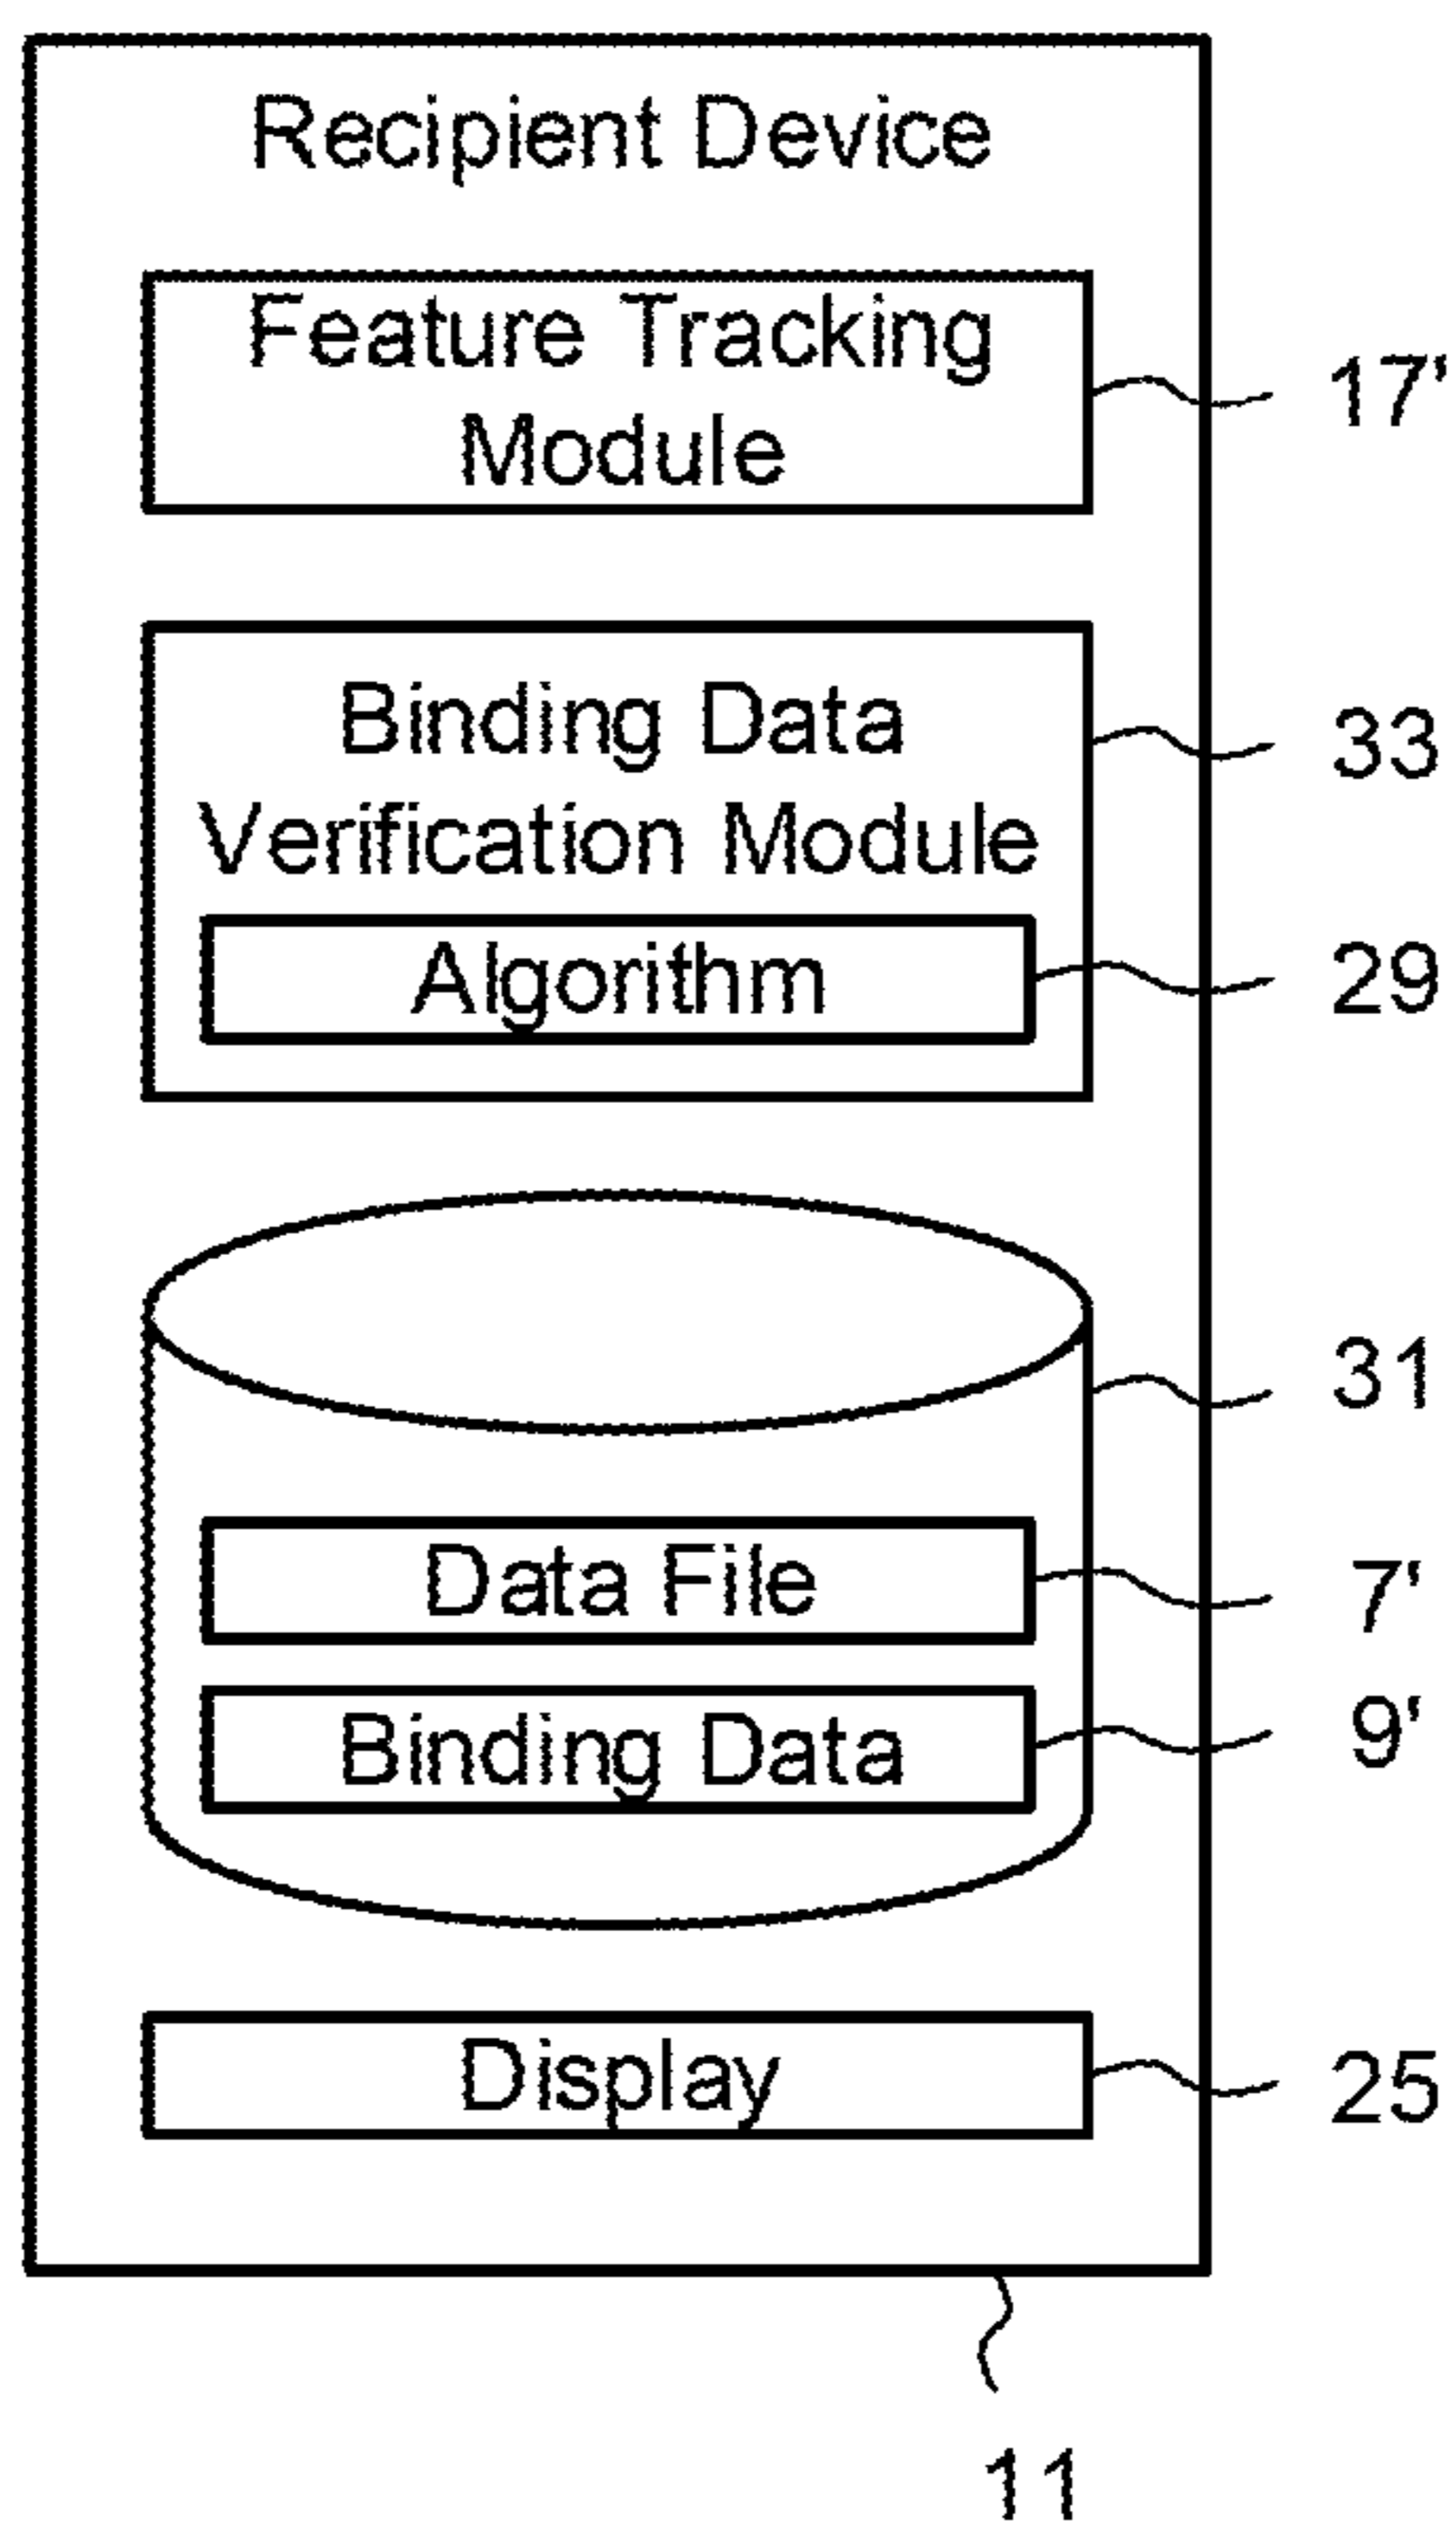 Recipient Device
Feature Tracking
Module
17'
Binding Data
Verification Module
33
Algorithm
29
31
Data File
7'
Binding Data
9'
Display
25
11